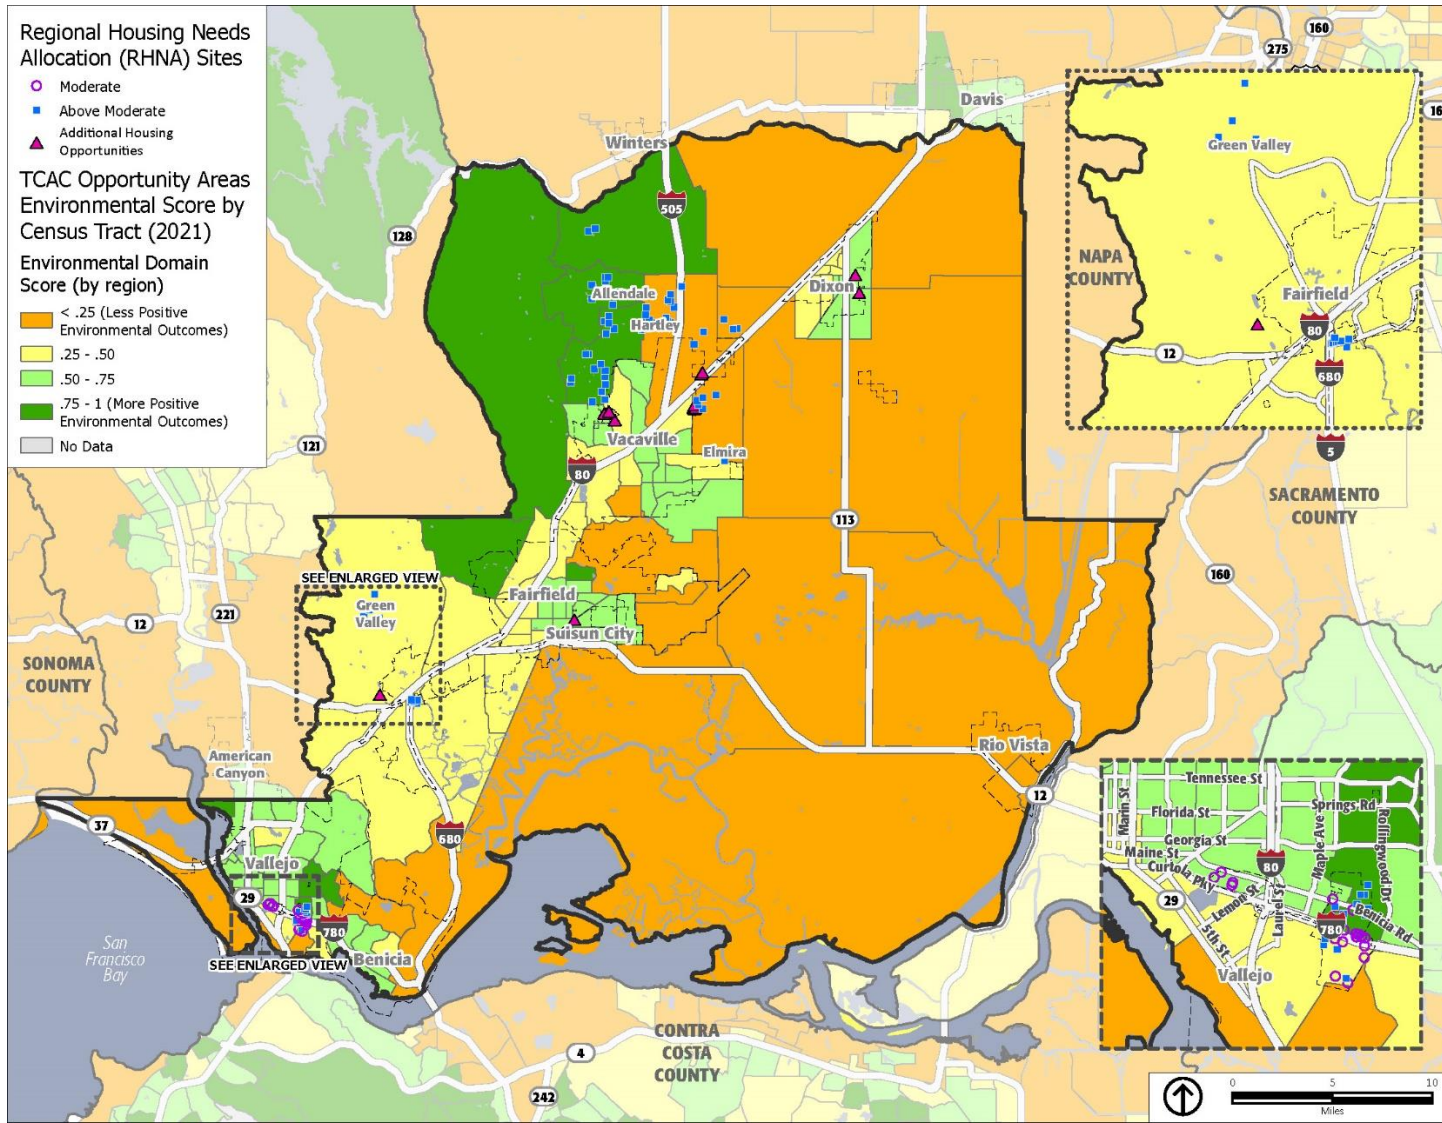 Regional Housing Needs
Allocation (RHNA) Sites
Moderate
Above Moderate
Additional Housing
Opportunities
TCAC Opportunity Areas
Environmental Score by
Census Tract (2021)
Environmental Domain
Score (by region)
< .25 (Less Positive
Environmental Outcomes)
.25 - .50
.50 - .75
.75 - 1 (More Positive
Environmental Outcomes)
No Data
160
275
Davis
Winters
505
128
Allendale
Hartley
Dixon
Vacaville
Elmira
80
121
113
SEE ENLARGED VIEW
Green
Valley
Fairfield
Suisun City
221
12
SONOMA
COUNTY
American
Canyon
Rio Vista
12
37
680
Vallejo
29
780
SEE ENLARGED VIEW
Benicia
San
Francisco
Bay
CONTRA
COSTA
COUNTY
4
242
160
5
SACRAMENTO
COUNTY
16
Green Valley
NAPA
COUNTY
Fairfield
80
12
680
Tennessee St
Marin St
Florida St
Springs Rd
Maple Ave
Rollingwood Dr
Georgia St
Maine St
Curtola PKY
80
Lemon St
Laurel St
29
5th St
780
Benicia Rd
Vallejo
0 5 10
Miles